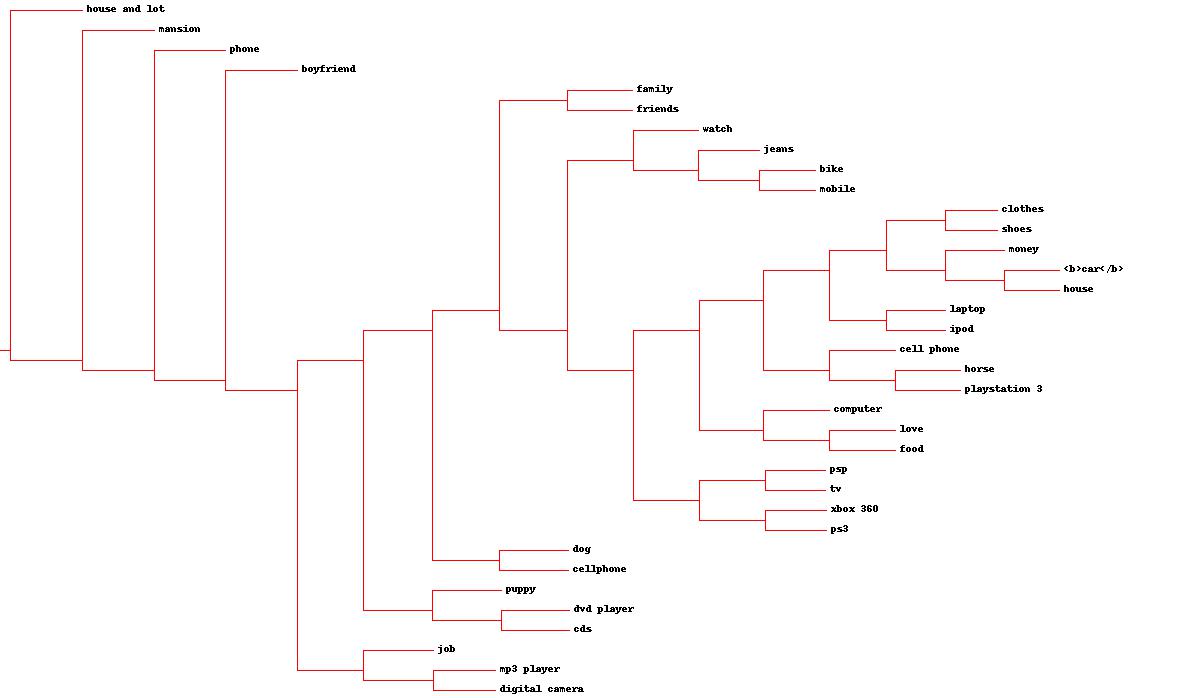 house and lot
mansion
phone
boyfriend
family
friends
watch
jeans
bike
mobile
clothes
shoes
money
<b>car</b>
house
laptop
ipod
cell phone
horse
playstation 3
computer
love
food
psp
tv
xbox 360
ps3
dog
cellphone
puppy
dvd player
cds
job
mp3 player
digital camera